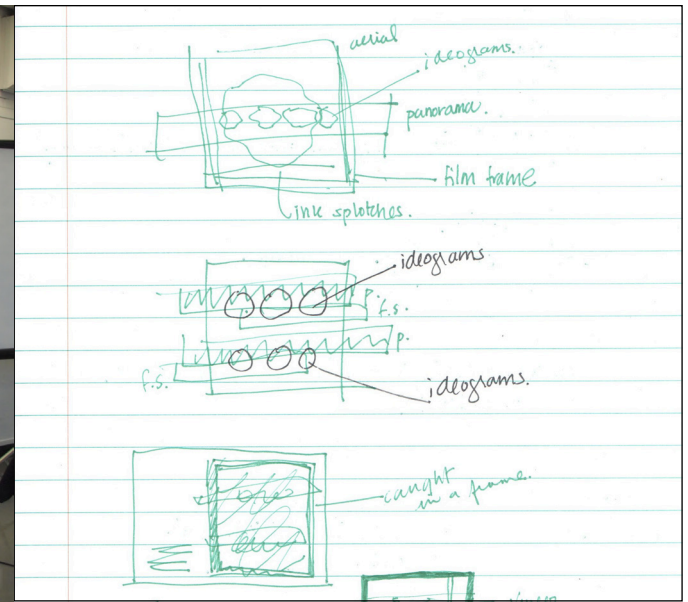 aerial
ideograms.
panorama.
film frame
ink splotches.
ideograms
p.
f.s.
p.
f.s.
ideograms.
caught
in a frame.